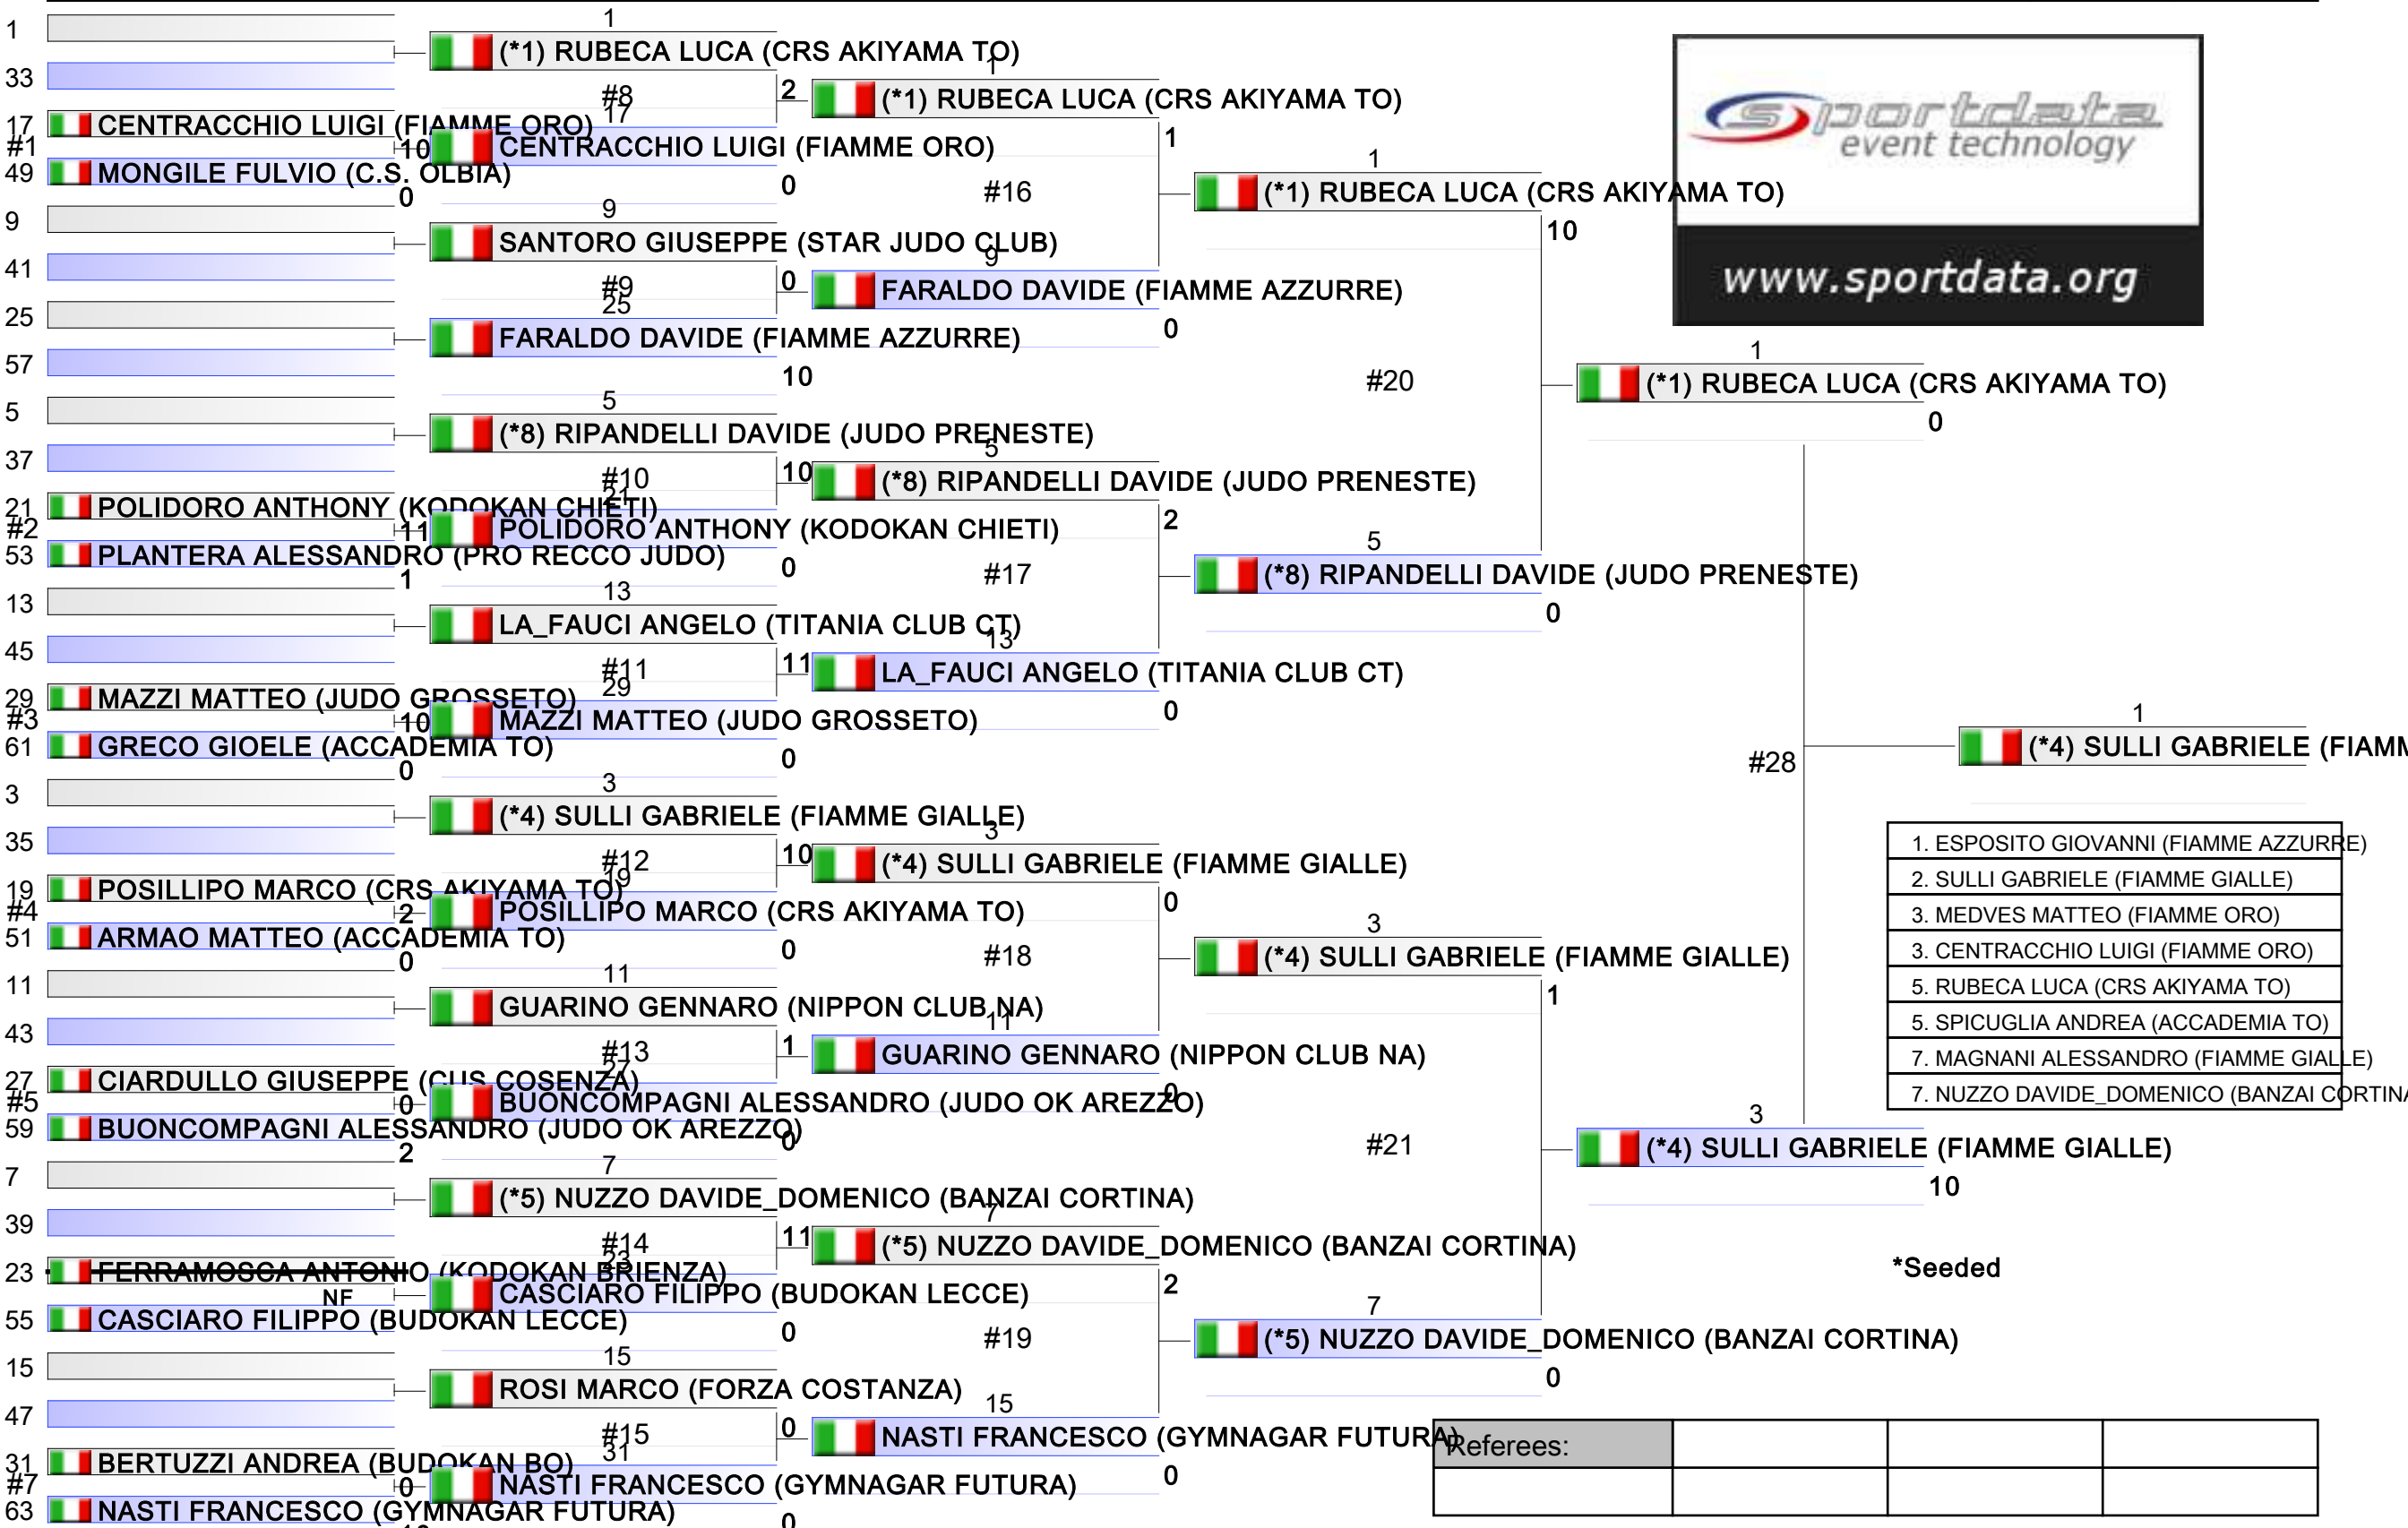 1
1
(*1) RUBECA LUCA (CRS AKIYAMA TO)
33
#8
2
1
(*1) RUBECA LUCA (CRS AKIYAMA TO)
17
CENTRACCHIO LUIGI (FIAMME ORO)
#1
10
17
CENTRACCHIO LUIGI (FIAMME ORO)
1
49
MONGILE FULVIO (C.S. OLBIA)
0
0
#16
1
(*1) RUBECA LUCA (CRS AKIYAMA TO)
10
9
9
SANTORO GIUSEPPE (STAR JUDO CLUB)
41
#9
0
9
FARALDO DAVIDE (FIAMME AZZURRE)
0
25
25
FARALDO DAVIDE (FIAMME AZZURRE)
57
10
#20
1
(*1) RUBECA LUCA (CRS AKIYAMA TO)
0
5
5
(*8) RIPANDELLI DAVIDE (JUDO PRENESTE)
37
#10
10
5
(*8) RIPANDELLI DAVIDE (JUDO PRENESTE)
21
POLIDORO ANTHONY (KODOKAN CHIETI)
#2
11
21
POLIDORO ANTHONY (KODOKAN CHIETI)
2
53
PLANTERA ALESSANDRO (PRO RECCO JUDO)
1
0
#17
5
(*8) RIPANDELLI DAVIDE (JUDO PRENESTE)
0
13
13
LA_FAUCI ANGELO (TITANIA CLUB CT)
45
#11
11
13
LA_FAUCI ANGELO (TITANIA CLUB CT)
0
29
MAZZI MATTEO (JUDO GROSSETO)
#3
10
29
MAZZI MATTEO (JUDO GROSSETO)
61
GRECO GIOELE (ACCADEMIA TO)
0
0
#28
1
(*4) SULLI GABRIELE (FIAMM
3
3
(*4) SULLI GABRIELE (FIAMME GIALLE)
35
#12
10
3
(*4) SULLI GABRIELE (FIAMME GIALLE)
19
POSILLIPO MARCO (CRS AKIYAMA TO)
#4
2
19
POSILLIPO MARCO (CRS AKIYAMA TO)
0
51
ARMAO MATTEO (ACCADEMIA TO)
0
0
#18
3
(*4) SULLI GABRIELE (FIAMME GIALLE)
1
11
11
GUARINO GENNARO (NIPPON CLUB NA)
43
#13
1
11
GUARINO GENNARO (NIPPON CLUB NA)
0
27
CIARDULLO GIUSEPPE (CUS COSENZA)
#5
0
27
BUONCOMPAGNI ALESSANDRO (JUDO OK AREZZO)
59
BUONCOMPAGNI ALESSANDRO (JUDO OK AREZZO)
2
0
#21
3
(*4) SULLI GABRIELE (FIAMME GIALLE)
10
7
7
(*5) NUZZO DAVIDE_DOMENICO (BANZAI CORTINA)
39
#14
11
7
(*5) NUZZO DAVIDE_DOMENICO (BANZAI CORTINA)
23
FERRAMOSCA ANTONIO (KODOKAN BRIENZA)
NF
23
CASCIARO FILIPPO (BUDOKAN LECCE)
2
55
CASCIARO FILIPPO (BUDOKAN LECCE)
0
#19
7
(*5) NUZZO DAVIDE_DOMENICO (BANZAI CORTINA)
0
15
15
ROSI MARCO (FORZA COSTANZA)
47
#15
0
15
NASTI FRANCESCO (GYMNAGAR FUTURA)
0
31
BERTUZZI ANDREA (BUDOKAN BO)
#7
0
31
NASTI FRANCESCO (GYMNAGAR FUTURA)
63
NASTI FRANCESCO (GYMNAGAR FUTURA)
0
sportdata
event technology
www.sportdata.org
1. ESPOSITO GIOVANNI (FIAMME AZZURRE)
2. SULLI GABRIELE (FIAMME GIALLE)
3. MEDVES MATTEO (FIAMME ORO)
3. CENTRACCHIO LUIGI (FIAMME ORO)
5. RUBECA LUCA (CRS AKIYAMA TO)
5. SPICUGLIA ANDREA (ACCADEMIA TO)
7. MAGNANI ALESSANDRO (FIAMME GIALLE)
7. NUZZO DAVIDE_DOMENICO (BANZAI CORTINA
*Seeded
Referees: